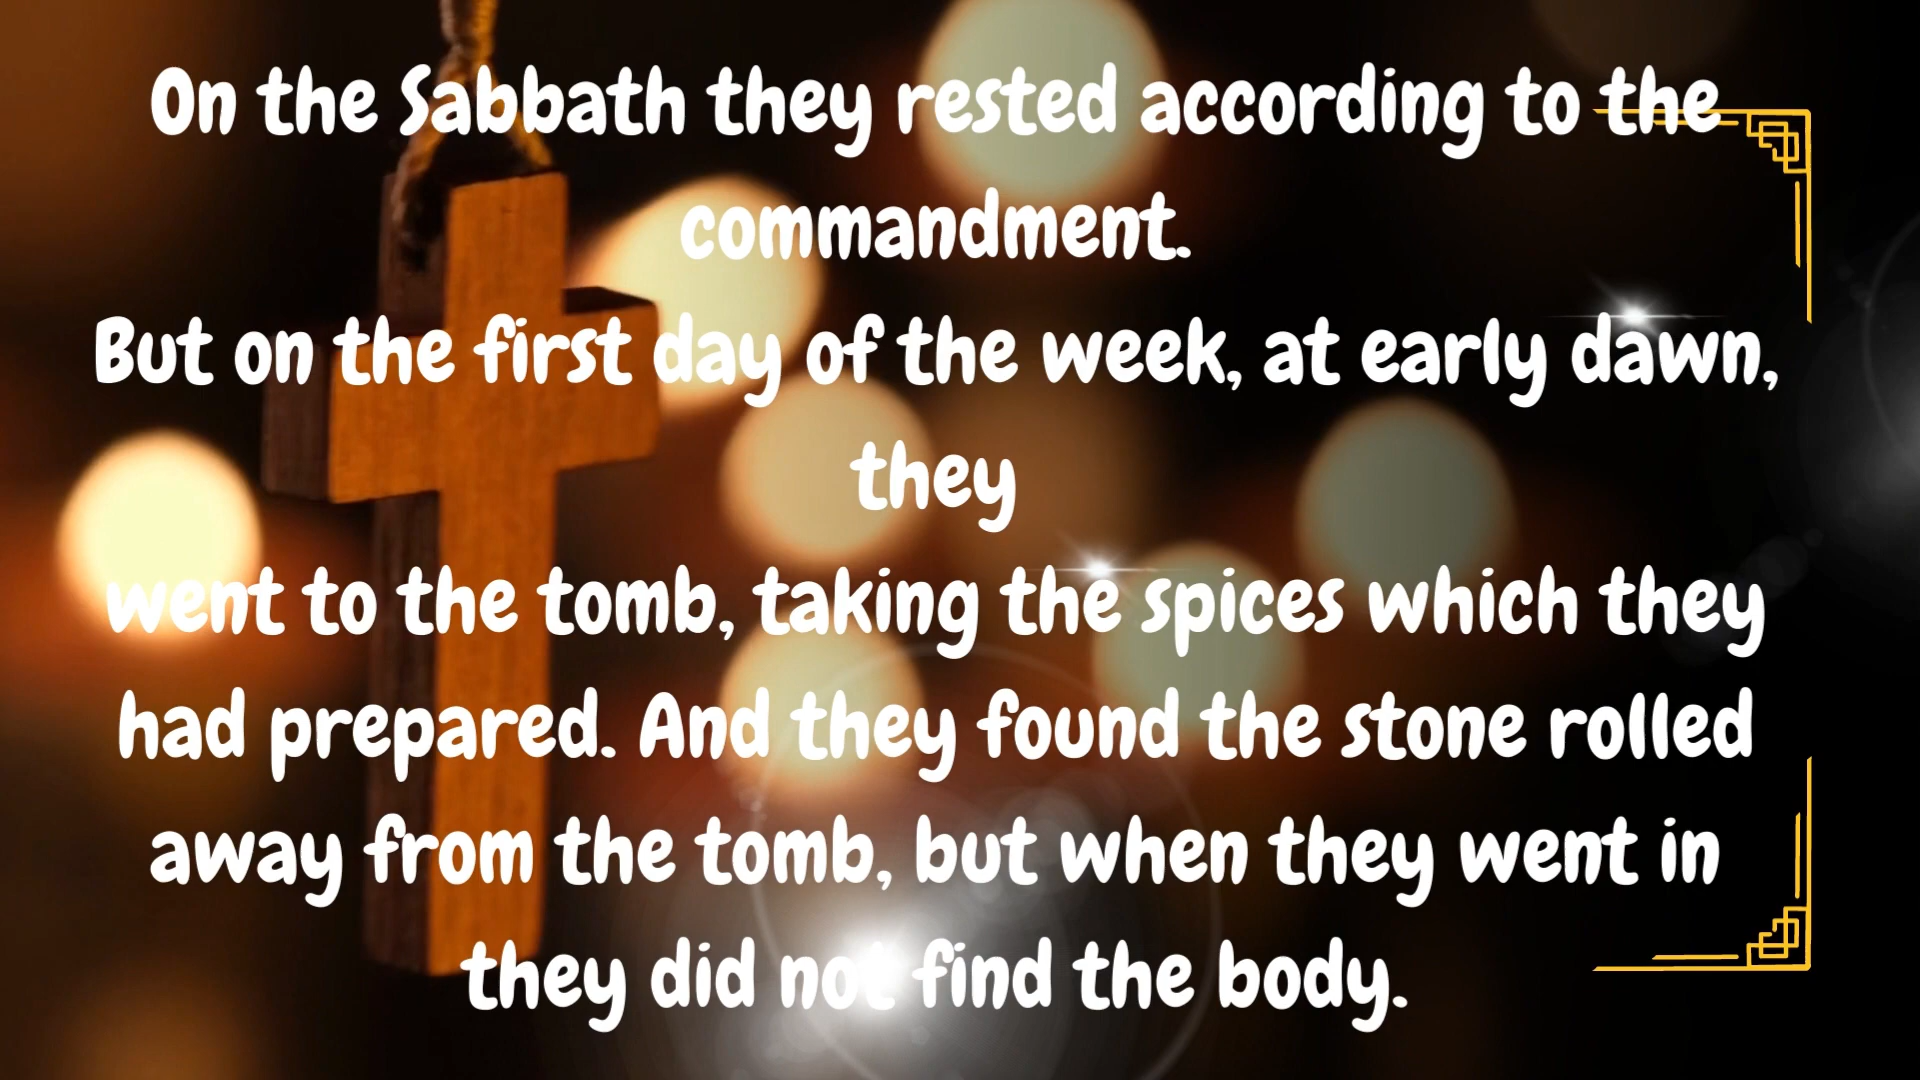 On the Sabbath they rested according to the
commandment.
But on the first day of the week, at early dawn,
they
went to the tomb, taking the spices which they
had prepared. And they found the stone rolled
away from the tomb, but when they went in
they did not find the body.